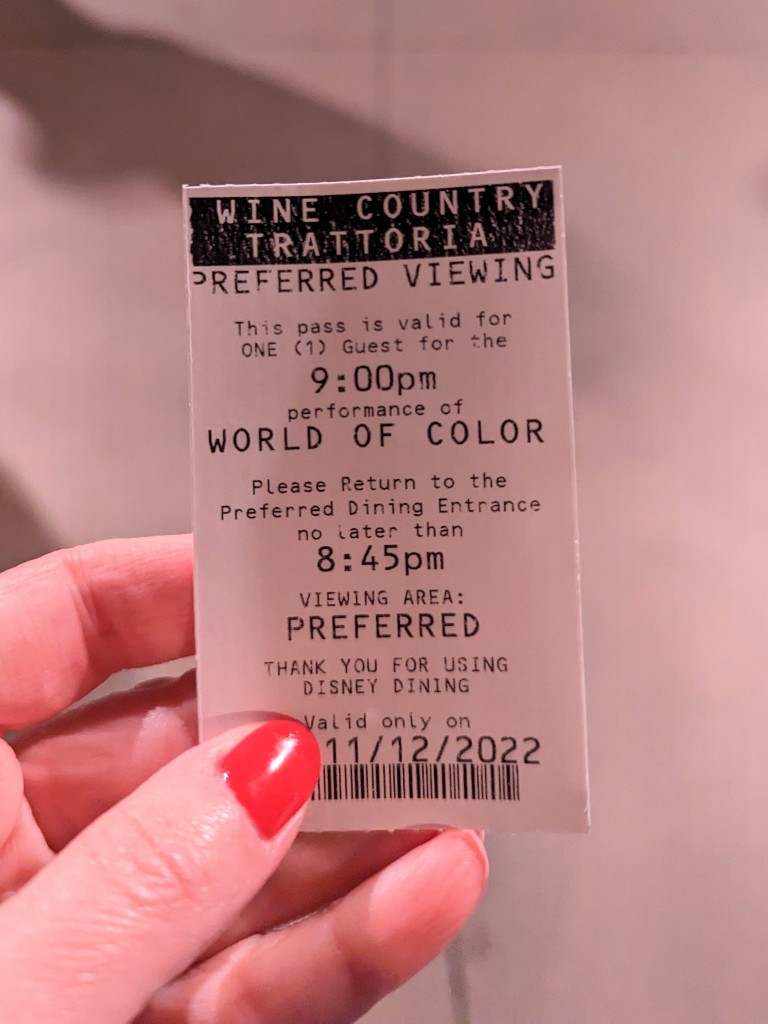 WINE COUNTRY
TRATTORIA
PREFERRED VIEWING
This pass is valid for
ONE (1) Guest for the
9:00pm
performance of
WORLD OF COLOR
Please Return to the
Preferred Dining Entrance
no later than
8:45pm
VIEWING AREA:
PREFERRED
THANK YOU FOR USING
DISNEY DINING
Valid only on
11/12/2022